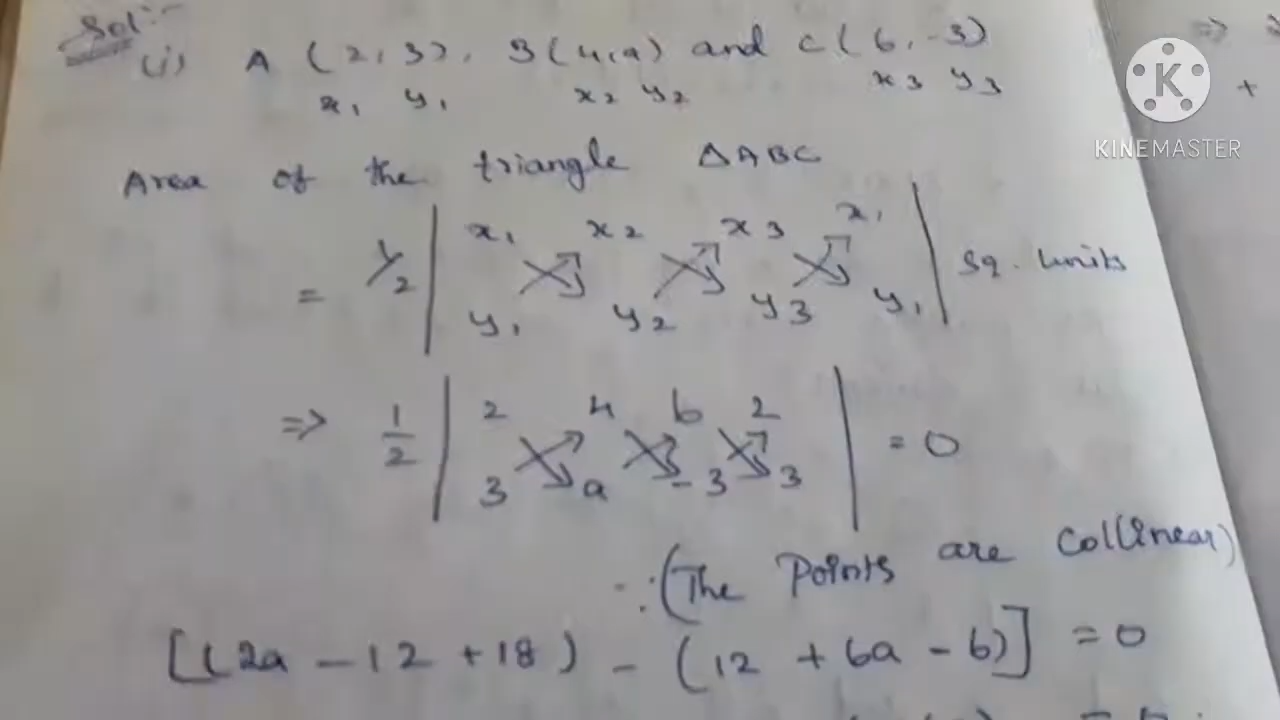 Sol:-
(i) A (2,3), B(4,a) and C(6,-3)
x₁ y₁ x₂ y₂ x₃ y₃
Area of the triangle ΔABC
= 1/2 | x₁ x₂ x₃ x₁ | sq. units
y₁ y₂ y₃ y₁
=> 1/2 | 2 4 6 2 | = 0
3 a -3 3
∴ (The Points are Collinear)
[(2a - 12 + 18) - (12 + 6a - 6)] = 0
K
KINEMASTER